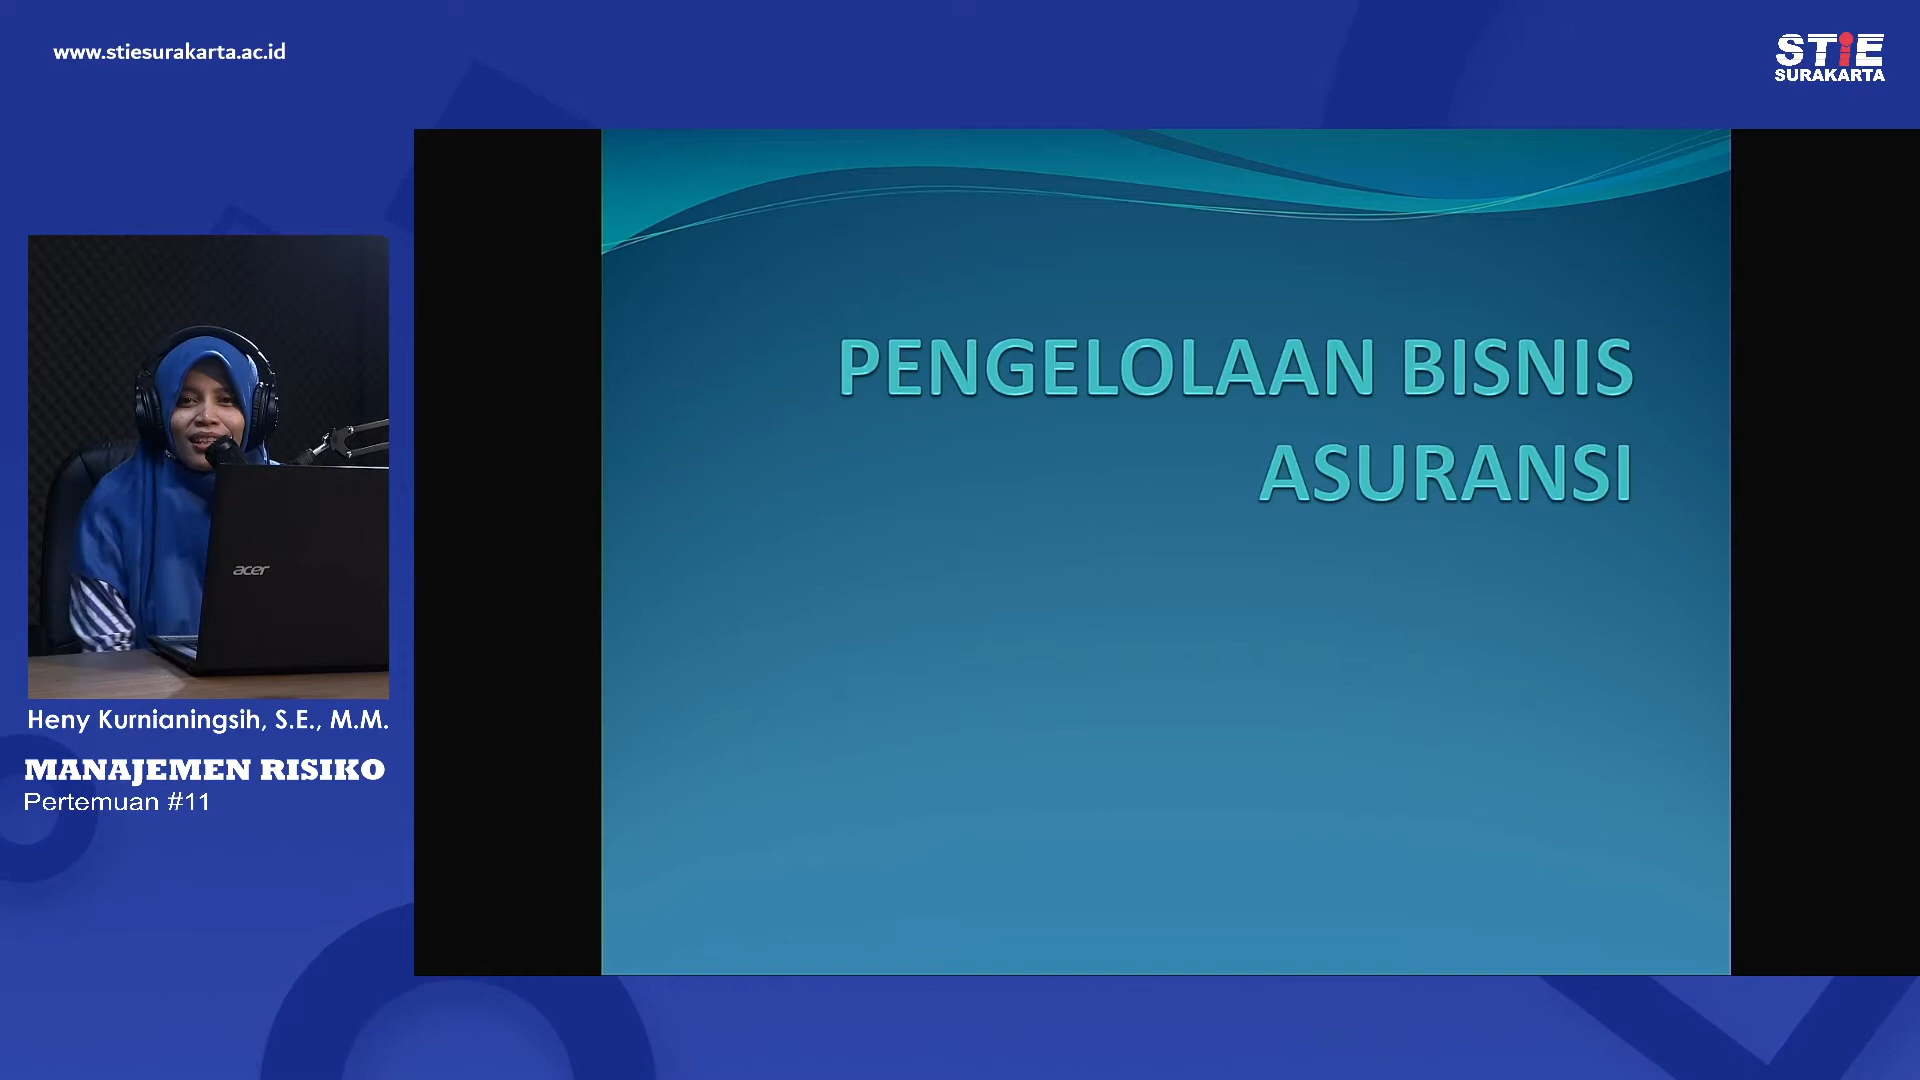 www.stiesurakarta.ac.id
STiE
SURAKARTA
PENGELOLAAN BISNIS
ASURANSI
acer
Heny Kurnianingsih, S.E., M.M.
MANAJEMEN RISIKO
Pertemuan #11